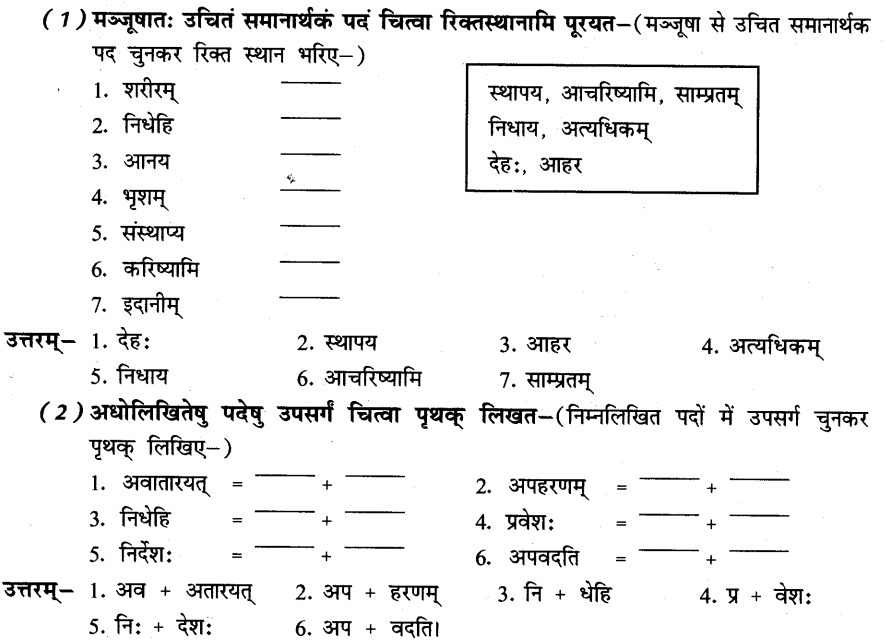 ( 1 ) मञ्जूषातः उचितं समानार्थकं पदं चित्वा रिक्तस्थानामि पूरयत–(मञ्जूषा से उचित समानार्थक
पद चुनकर रिक्त स्थान भरिए–)
1. शरीरम् ______
2. निधेहि ______
3. आनय ______
4. भृशम् ______
5. संस्थाप्य ______
6. करिष्यामि ______
7. इदानीम् ______
स्थापय, आचरिष्यामि, साम्प्रतम्
निधाय, अत्यधिकम्
देहः, आहर
उत्तरम्– 1. देहः 2. स्थापय 3. आहर 4. अत्यधिकम्
5. निधाय 6. आचरिष्यामि 7. साम्प्रतम्
( 2 ) अधोलिखितेषु पदेषु उपसर्गं चित्वा पृथक् लिखत–(निम्नलिखित पदों में उपसर्ग चुनकर
पृथक् लिखिए–)
1. अवातारयत् = ______ + ______ 2. अपहरणम् = ______ + ______
3. निधेहि = ______ + ______ 4. प्रवेशः = ______ + ______
5. निर्देशः = ______ + ______ 6. अपवदति = ______ + ______
उत्तरम्– 1. अव + अतारयत् 2. अप + हरणम् 3. नि + धेहि 4. प्र + वेशः
5. निः + देशः 6. अप + वदति।